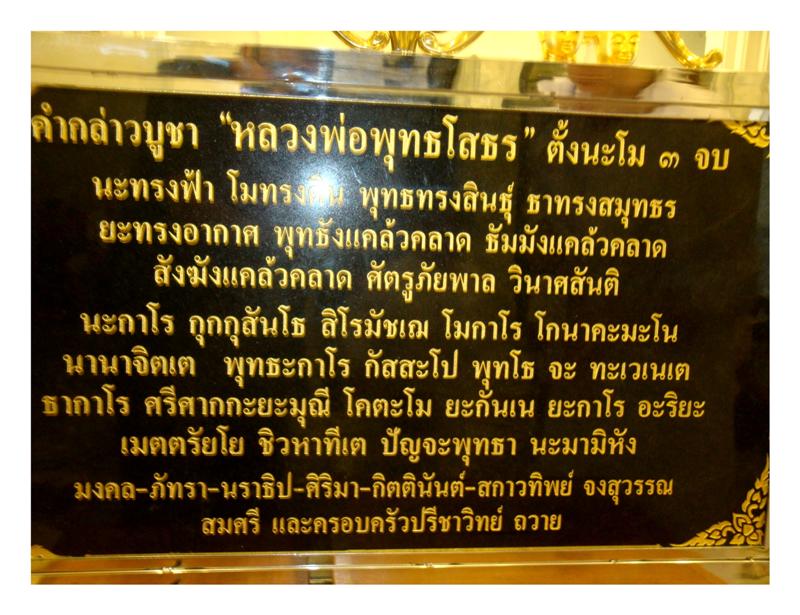 คำกล่าวบูชา "หลวงพ่อพุทธโสธร" ตั้งนะโม ๓ จบ
นะทรงฟ้า โมทรงดิน พุทธทรงสินธุ์ ธาทรงสมุทธร
ยะทรงอากาศ พุทธังแคล้วคลาด ธัมมังแคล้วคลาด
สังฆังแคล้วคลาด ศัตรูภัยพาล วินาศสันติ
นะกาโร กุกกุสันโธ สิโรมัชเฌ โมกาโร โกนาคะมะโน
นานาจิตเต พุทธะกาโร กัสสะโป พุทโธ จะ ทะเวเนเต
ธากาโร ศรีศากกะยะมุณี โคตะโม ยะกันเน ยะกาโร อะริยะ
เมตตรัยโย ชิวหาทีเต ปัญจะพุทธา นะมามิหัง
มงคล-ภัทรา-นราธิป-ศิริมา-กิตตินันต์-สกาวทิพย์ จงสุวรรณ
สมศรี และครอบครัวปรีชาวิทย์ ถวาย